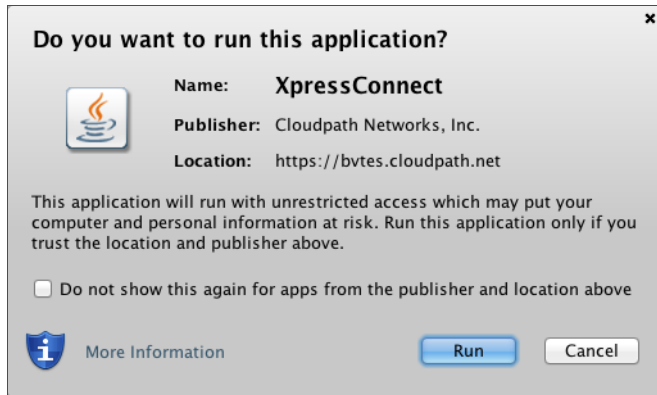 Do you want to run this application?
Name: XpressConnect
Publisher: Cloudpath Networks, Inc.
Location: https://bvtes.cloudpath.net
This application will run with unrestricted access which may put your
computer and personal information at risk. Run this application only if you
trust the location and publisher above.
Do not show this again for apps from the publisher and location above
More Information
Run
Cancel